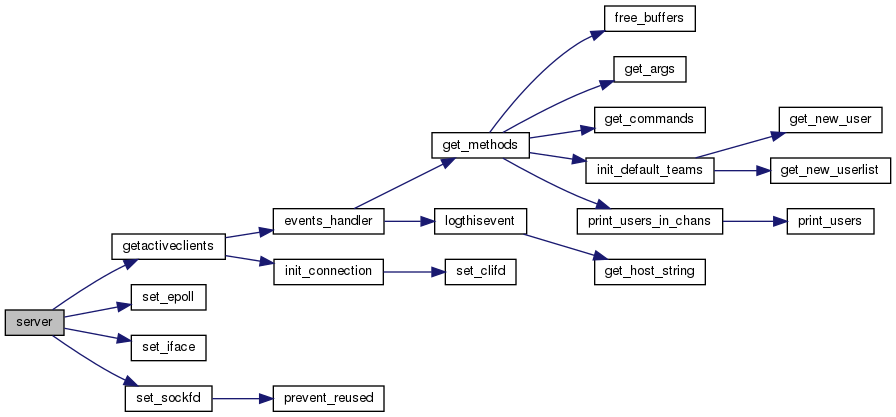 free_buffers
get_args
get_commands
get_new_user
get_methods
init_default_teams
get_new_userlist
events_handler
logthisevent
print_users_in_chans
print_users
getactiveclients
init_connection
set_clifd
get_host_string
set_epoll
server
set_iface
set_sockfd
prevent_reused